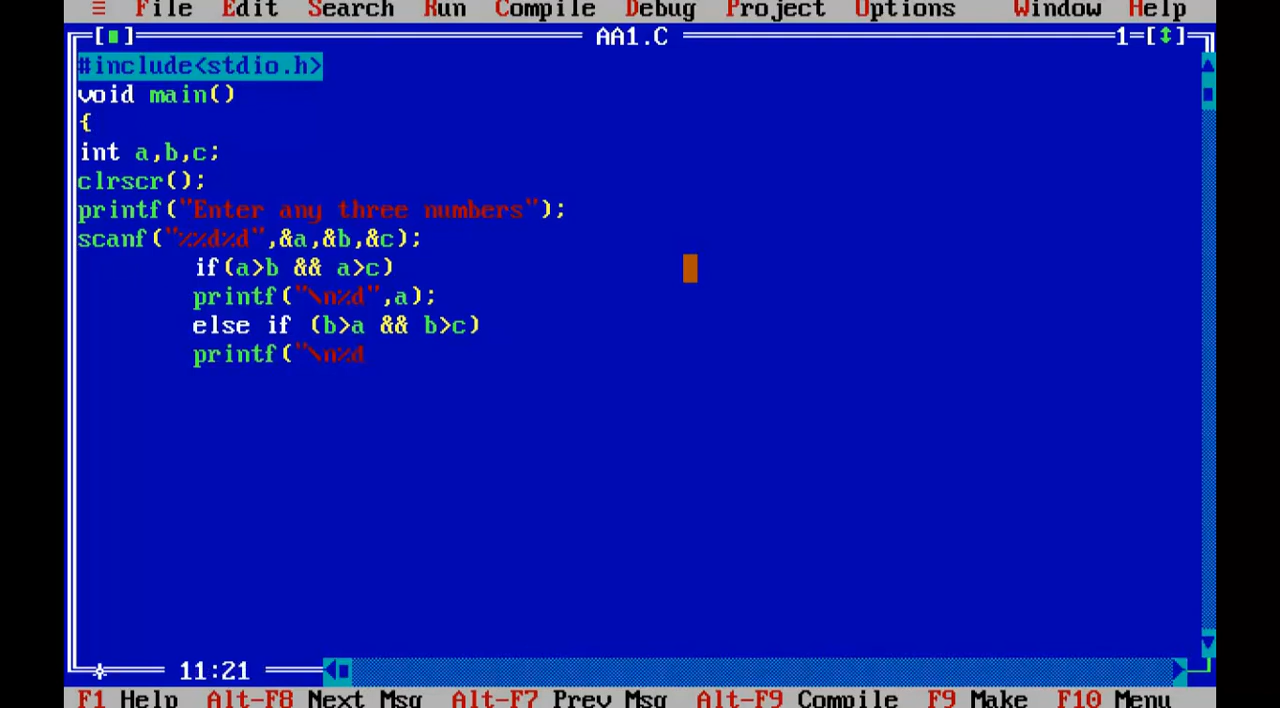 ≡ File Edit Search Run Compile Debug Project Options Window Help
[■] AA1.C 1=[↕]
#include<stdio.h>
void main()
{
int a,b,c;
clrscr();
printf("Enter any three numbers");
scanf("%%d%d",&a,&b,&c);
if(a>b && a>c)
printf("\n%d",a);
else if (b>a && b>c)
printf("\n%d
11:21
F1 Help Alt-F8 Next Msg Alt-F7 Prev Msg Alt-F9 Compile F9 Make F10 Menu